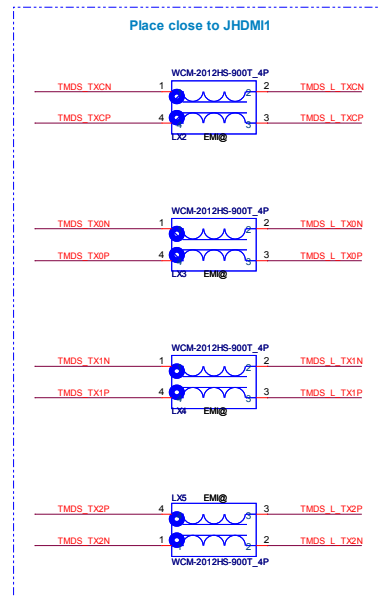 Place close to JHDMI1
WCM-2012HS-900T_4P
TMDS_TXCN 1 2 2 TMDS_L_TXCN
TMDS_TXCP 4 4 3 3 TMDS_L_TXCP
LX2 EMI@
WCM-2012HS-900T_4P
TMDS_TX0N 1 2 2 TMDS_L_TX0N
TMDS_TX0P 4 4 3 3 TMDS_L_TX0P
LX3 EMI@
WCM-2012HS-900T_4P
TMDS_TX1N 1 2 2 TMDS_L_TX1N
TMDS_TX1P 4 4 3 3 TMDS_L_TX1P
LX4 EMI@
LX5 EMI@
TMDS_TX2P 4 3 3 TMDS_L_TX2P
TMDS_TX2N 1 2 2 TMDS_L_TX2N
WCM-2012HS-900T_4P